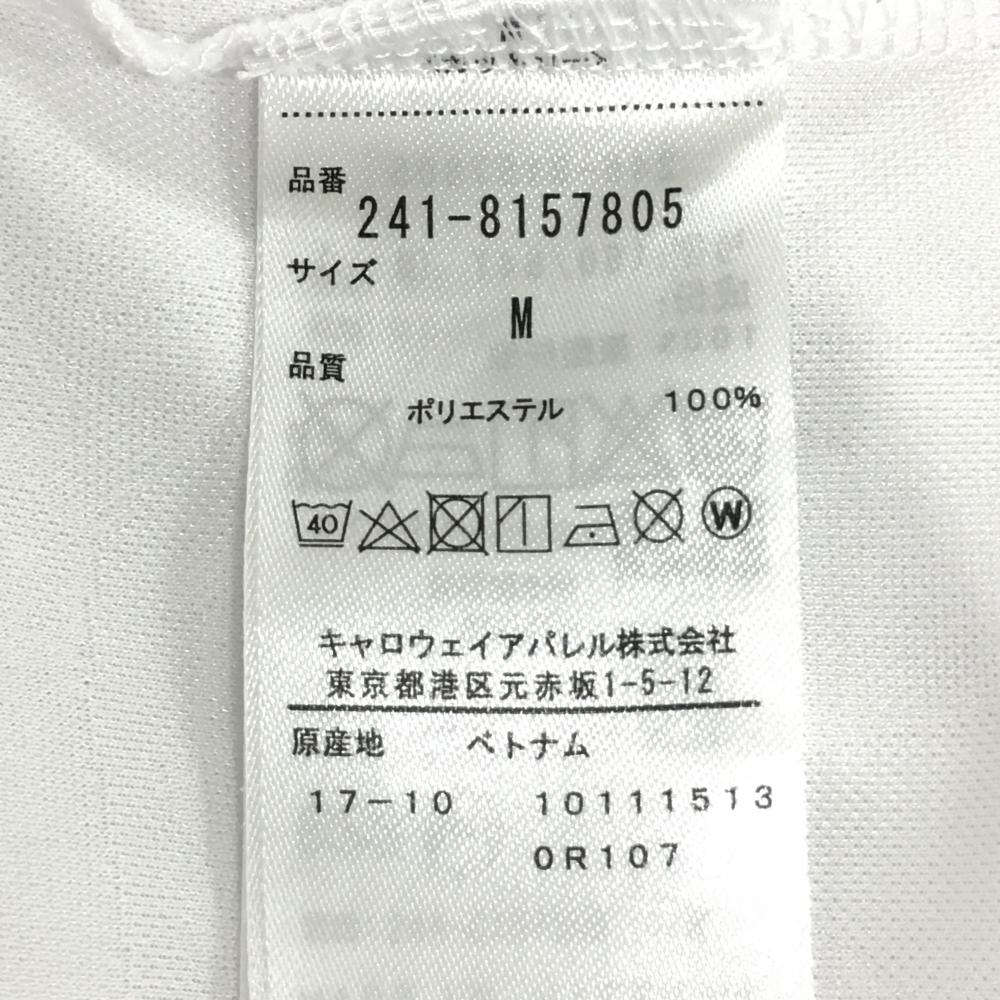 品番
241-8157805
サイズ
M
品質
ポリエステル 100%
40 W
キャロウェイアパレル株式会社
東京都港区元赤坂1-5-12
原産地 ベトナム
17-10 10111513
0R107